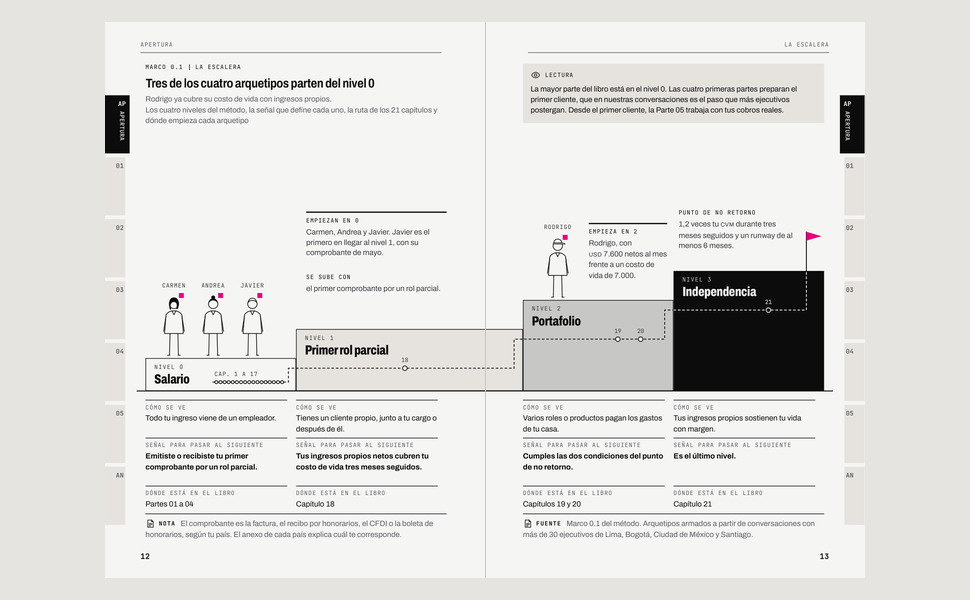 APERTURA
MARCO 0.1 | LA ESCALERA
Tres de los cuatro arquetipos parten del nivel 0
Rodrigo ya cubre su costo de vida con ingresos propios.
Los cuatro niveles del método, la señal que define cada uno, la ruta de los 21 capítulos y
dónde empieza cada arquetipo
AP
APERTURA
01
02
03
04
05
AN
EMPIEZAN EN 0
Carmen, Andrea y Javier. Javier es el
primero en llegar al nivel 1, con su
comprobante de mayo.
SE SUBE CON
el primer comprobante por un rol parcial.
CARMEN
ANDREA
JAVIER
NIVEL 0
Salario
CAP. 1 A 17
NIVEL 1
Primer rol parcial
18
CÓMO SE VE
Todo tu ingreso viene de un empleador.
SEÑAL PARA PASAR AL SIGUIENTE
Emitiste o recibiste tu primer
comprobante por un rol parcial.
DÓNDE ESTÁ EN EL LIBRO
Partes 01 a 04
CÓMO SE VE
Tienes un cliente propio, junto a tu cargo o
después de él.
SEÑAL PARA PASAR AL SIGUIENTE
Tus ingresos propios netos cubren tu
costo de vida tres meses seguidos.
DÓNDE ESTÁ EN EL LIBRO
Capítulo 18
NOTA El comprobante es la factura, el recibo por honorarios, el CFDI o la boleta de
honorarios, según tu país. El anexo de cada país explica cuál te corresponde.
12
LA ESCALERA
LECTURA
La mayor parte del libro está en el nivel 0. Las cuatro primeras partes preparan el
primer cliente, que en nuestras conversaciones es el paso que más ejecutivos
postergan. Desde el primer cliente, la Parte 05 trabaja con tus cobros reales.
RODRIGO
EMPIEZA EN 2
Rodrigo, con
USD 7.600 netos al mes
frente a un costo de
vida de 7.000.
PUNTO DE NO RETORNO
1,2 veces tu CVM durante tres
meses seguidos y un runway de al
menos 6 meses.
NIVEL 2
Portafolio
19
20
NIVEL 3
Independencia
21
CÓMO SE VE
Varios roles o productos pagan los gastos
de tu casa.
SEÑAL PARA PASAR AL SIGUIENTE
Cumples las dos condiciones del punto
de no retorno.
DÓNDE ESTÁ EN EL LIBRO
Capítulos 19 y 20
CÓMO SE VE
Tus ingresos propios sostienen tu vida
con margen.
SEÑAL PARA PASAR AL SIGUIENTE
Es el último nivel.
DÓNDE ESTÁ EN EL LIBRO
Capítulo 21
FUENTE Marco 0.1 del método. Arquetipos armados a partir de conversaciones con
más de 30 ejecutivos de Lima, Bogotá, Ciudad de México y Santiago.
13
AP
APERTURA
01
02
03
04
05
AN